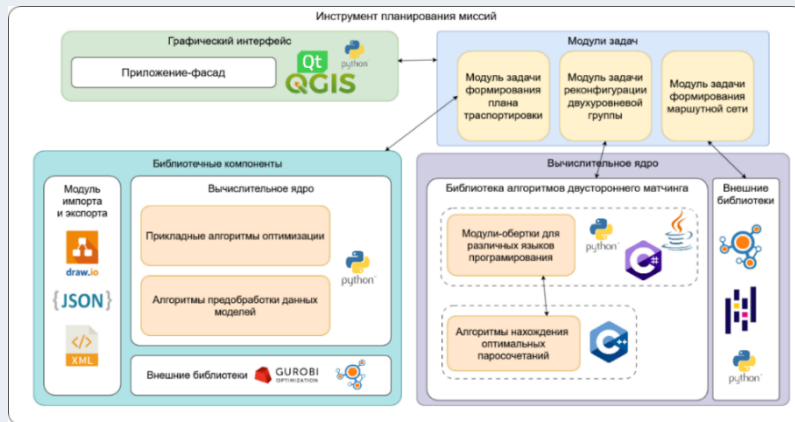 Инструмент планирования миссий
Графический интерфейс
Приложение-фасад
Qt
QGIS
python
Модули задач
Модуль задачи
формирования
плана
траспортировки
Модуль задачи
реконфигурации
двухуровневой
группы
Модуль задачи
формирования
маршрутной сети
Библиотечные компоненты
Модуль
импорта
и экспорта
draw.io
{JSON}
</>
XML
Вычислительное ядро
Прикладные алгоритмы оптимизации
Алгоритмы предобработки данных
моделей
python
Внешние библиотеки
GUROBI
OPTIMIZATION
Вычислительное ядро
Библиотека алгоритмов двустороннего матчинга
Модули-обертки для
различных языков
програмирования
python
C#
Java
Алгоритмы нахождения
оптимальных
паросочетаний
C++
Внешние
библиотеки
python